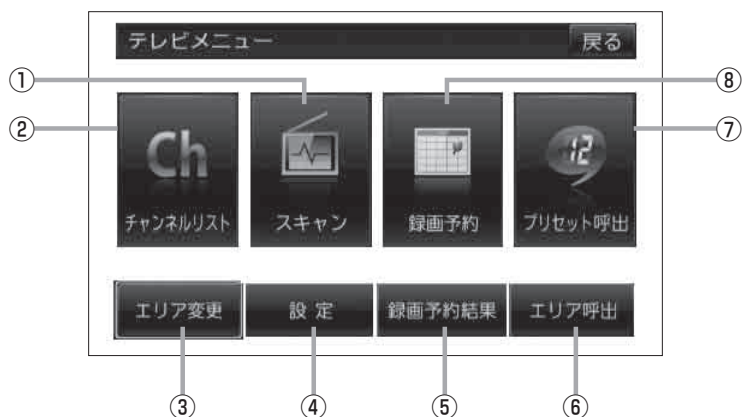 テレビメニュー 戻る
① ⑧
② ⑦
Ch 12
チャンネルリスト スキャン 録画予約 プリセット呼出
エリア変更 設 定 録画予約結果 エリア呼出
③ ④ ⑤ ⑥